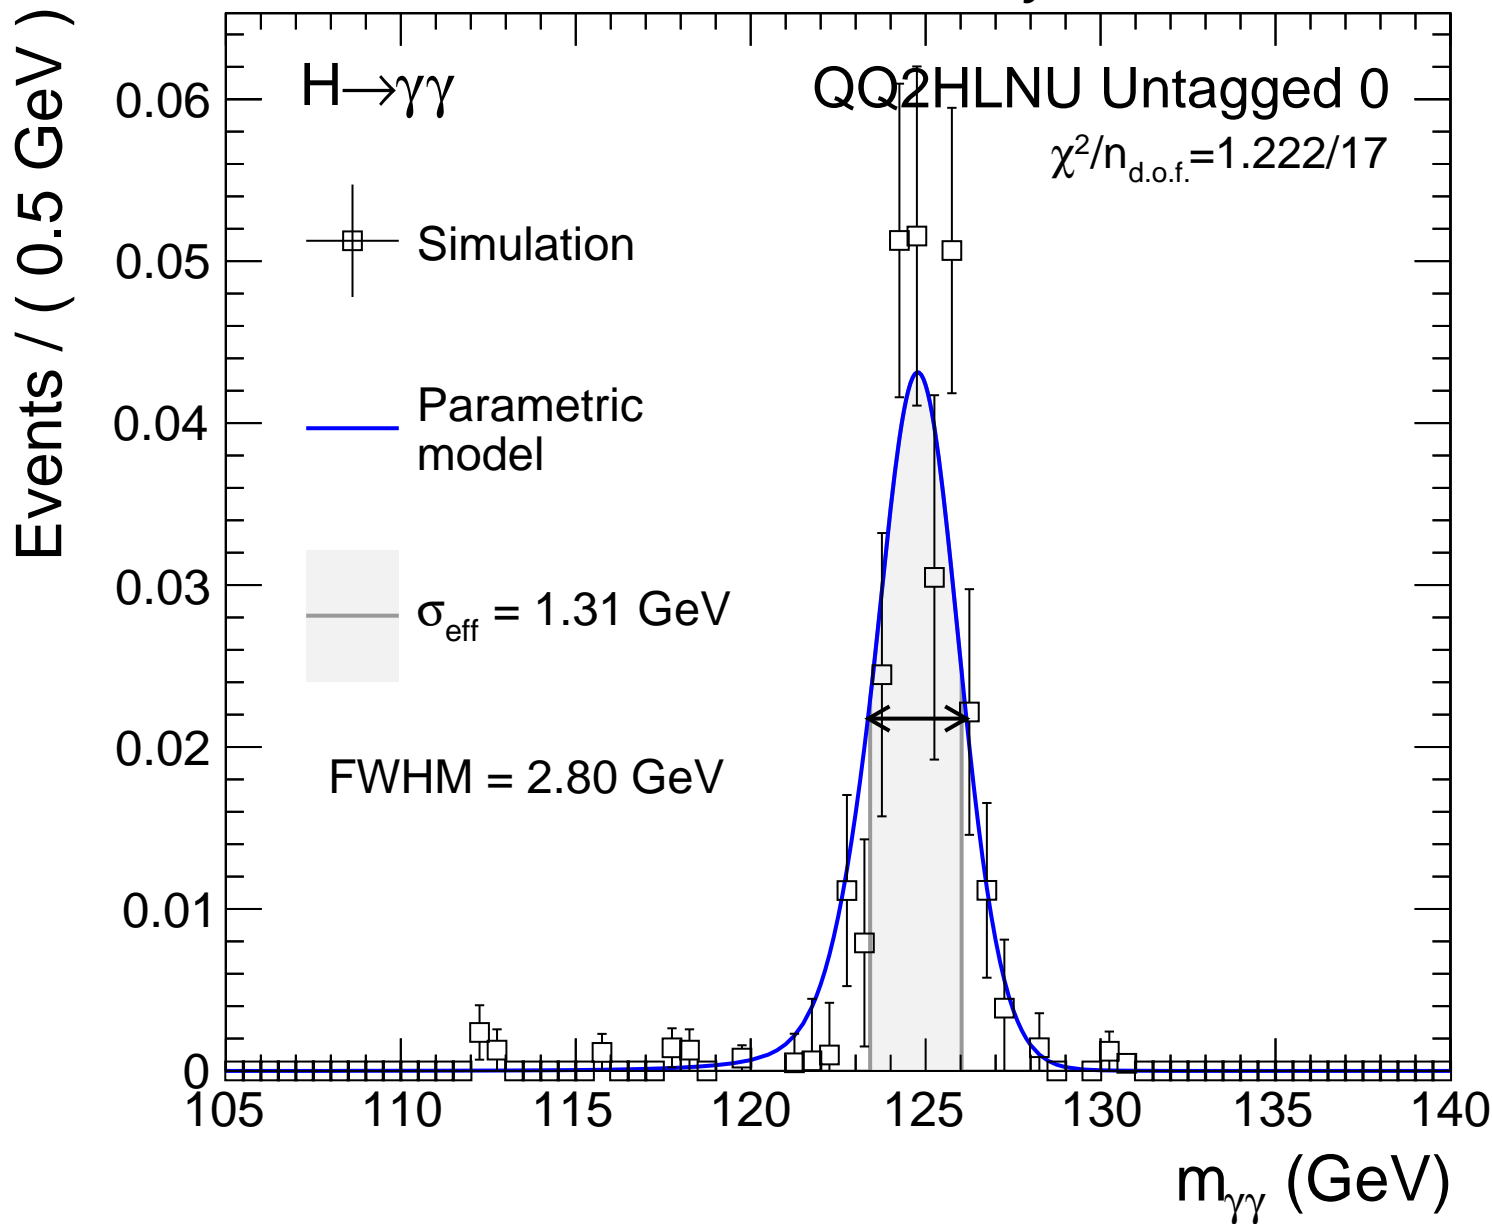 H→γγ
QQ2HLNU Untagged 0
χ²/n_d.o.f.=1.222/17
Simulation
Parametric
model
σ_eff = 1.31 GeV
FWHM = 2.80 GeV
Events / ( 0.5 GeV )
0.06
0.05
0.04
0.03
0.02
0.01
0
105 110 115 120 125 130 135 140
m_γγ (GeV)